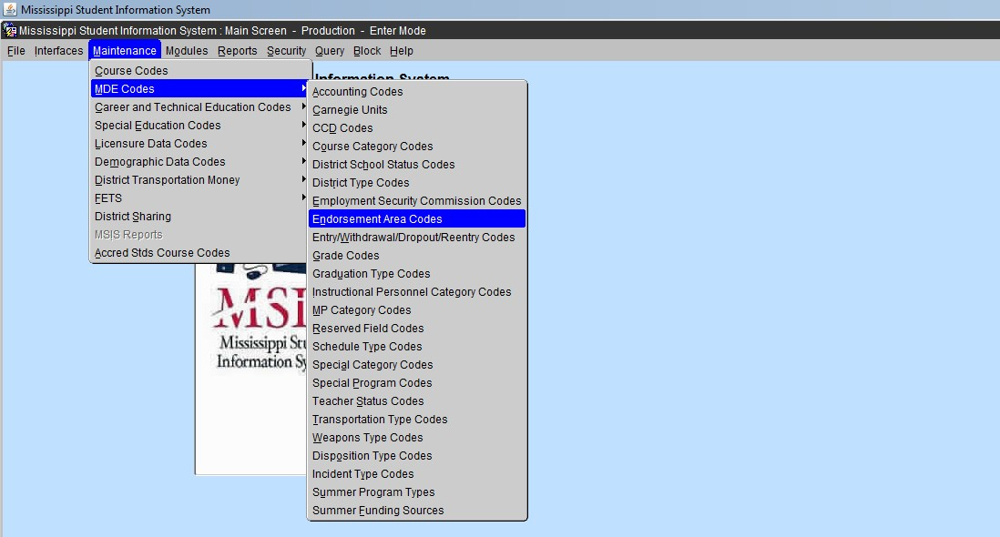 Mississippi Student Information System
Mississippi Student Information System : Main Screen - Production - Enter Mode
File Interfaces Maintenance Modules Reports Security Query Block Help
Information System
Course Codes
MDE Codes
Career and Technical Education Codes
Special Education Codes
Licensure Data Codes
Demographic Data Codes
District Transportation Money
FETS
District Sharing
MSIS Reports
Accred Stds Course Codes
Accounting Codes
Carnegie Units
CCD Codes
Course Category Codes
District School Status Codes
District Type Codes
Employment Security Commission Codes
Endorsement Area Codes
Entry/Withdrawal/Dropout/Reentry Codes
Grade Codes
Graduation Type Codes
Instructional Personnel Category Codes
MP Category Codes
Reserved Field Codes
Schedule Type Codes
Special Category Codes
Special Program Codes
Teacher Status Codes
Transportation Type Codes
Weapons Type Codes
Disposition Type Codes
Incident Type Codes
Summer Program Types
Summer Funding Sources
MSI
Mississippi Stu
Information Sy